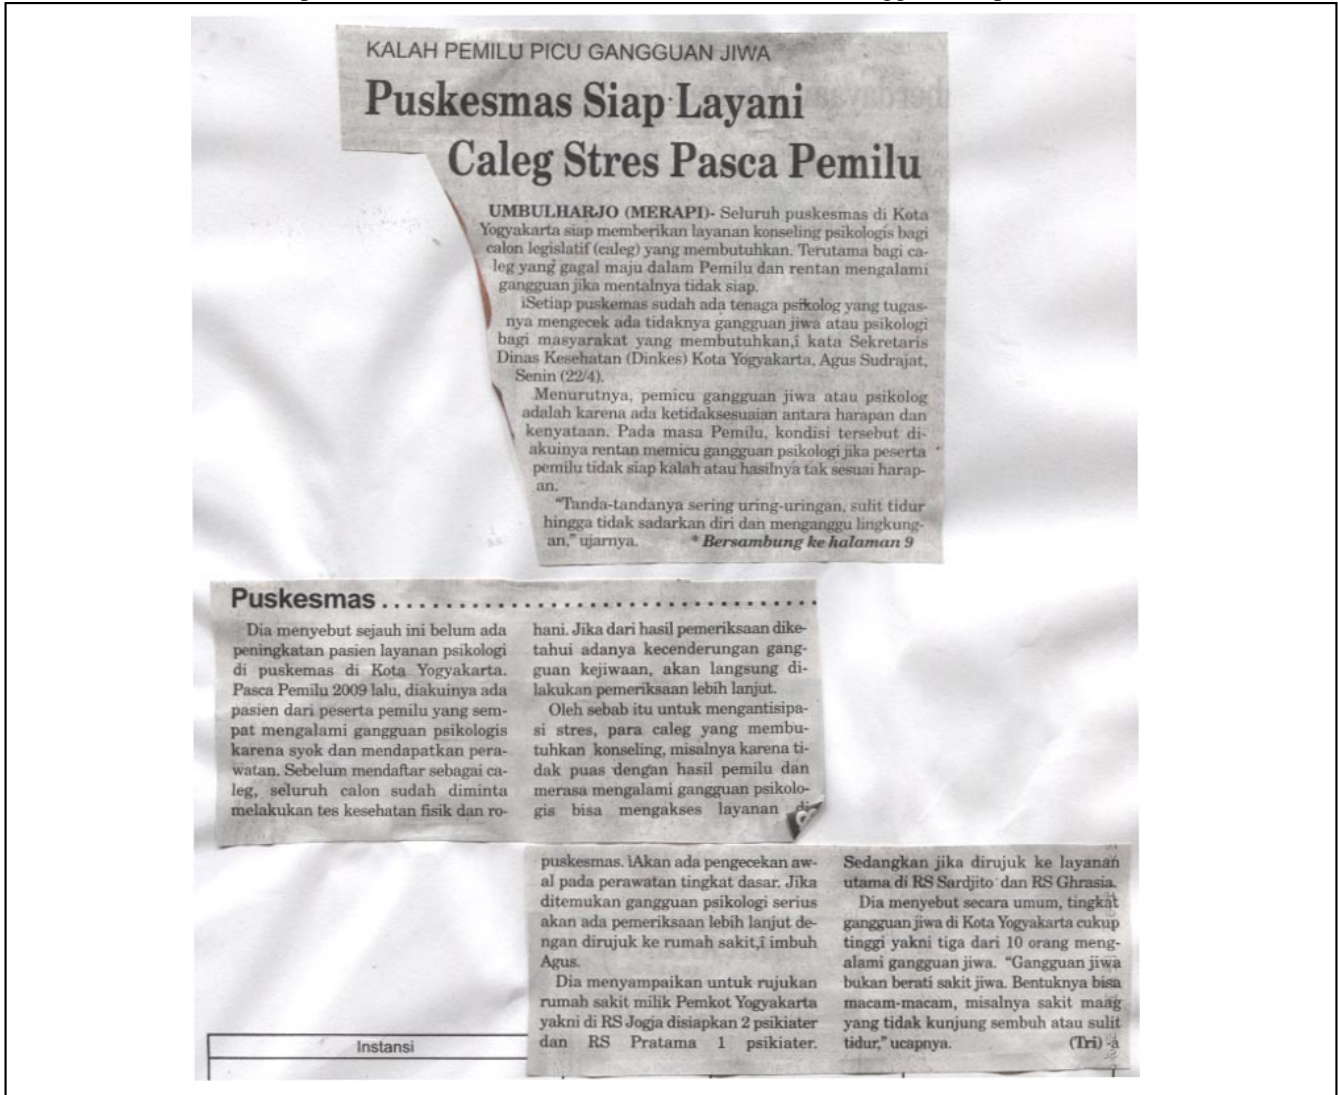 KALAH PEMILU PICU GANGGUAN JIWA
Puskesmas Siap Layani
Caleg Stres Pasca Pemilu
UMBULHARJO (MERAPI)- Seluruh puskesmas di Kota
Yogyakarta siap memberikan layanan konseling psikologis bagi
calon legislatif (caleg) yang membutuhkan. Terutama bagi ca-
leg yang gagal maju dalam Pemilu dan rentan mengalami
gangguan jika mentalnya tidak siap.
ìSetiap puskemas sudah ada tenaga psikolog yang tugas-
nya mengecek ada tidaknya gangguan jiwa atau psikologi
bagi masyarakat yang membutuhkan,î kata Sekretaris
Dinas Kesehatan (Dinkes) Kota Yogyakarta, Agus Sudrajat,
Senin (22/4).
Menurutnya, pemicu gangguan jiwa atau psikolog
adalah karena ada ketidaksesuaian antara harapan dan
kenyataan. Pada masa Pemilu, kondisi tersebut di-
akuinya rentan memicu gangguan psikologi jika peserta
pemilu tidak siap kalah atau hasilnya tak sesuai harap-
an.
"Tanda-tandanya sering uring-uringan, sulit tidur
hingga tidak sadarkan diri dan menganggu lingkung-
an," ujarnya. * Bersambung ke halaman 9
Puskesmas ..................................
Dia menyebut sejauh ini belum ada
peningkatan pasien layanan psikologi
di puskemas di Kota Yogyakarta.
Pasca Pemilu 2009 lalu, diakuinya ada
pasien dari peserta pemilu yang sem-
pat mengalami gangguan psikologis
karena syok dan mendapatkan pera-
watan. Sebelum mendaftar sebagai ca-
leg, seluruh calon sudah diminta
melakukan tes kesehatan fisik dan ro-
hani. Jika dari hasil pemeriksaan dike-
tahui adanya kecenderungan gang-
guan kejiwaan, akan langsung di-
lakukan pemeriksaan lebih lanjut.
Oleh sebab itu untuk mengantisipa-
si stres, para caleg yang membu-
tuhkan konseling, misalnya karena ti-
dak puas dengan hasil pemilu dan
merasa mengalami gangguan psikolo-
gis bisa mengakses layanan di
puskesmas. ìAkan ada pengecekan aw-
al pada perawatan tingkat dasar. Jika
ditemukan gangguan psikologi serius
akan ada pemeriksaan lebih lanjut de-
ngan dirujuk ke rumah sakit,î imbuh
Agus.
Dia menyampaikan untuk rujukan
rumah sakit milik Pemkot Yogyakarta
yakni di RS Jogja disiapkan 2 psikiater
dan RS Pratama 1 psikiater.
Sedangkan jika dirujuk ke layanan
utama di RS Sardjito dan RS Ghrasia.
Dia menyebut secara umum, tingkat
gangguan jiwa di Kota Yogyakarta cukup
tinggi yakni tiga dari 10 orang meng-
alami gangguan jiwa. "Gangguan jiwa
bukan berati sakit jiwa. Bentuknya bisa
macam-macam, misalnya sakit maag
yang tidak kunjung sembuh atau sulit
tidur," ucapnya. (Tri) -a
Instansi